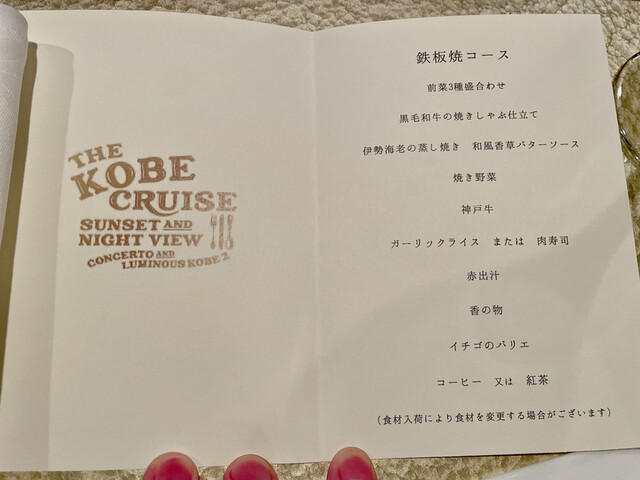 THE
KOBE
CRUISE
SUNSET AND
NIGHT VIEW
CONCERTO AND
LUMINOUS KOBE 2
鉄板焼コース
前菜3種盛合わせ
黒毛和牛の焼きしゃぶ仕立て
伊勢海老の蒸し焼き 和風香草バターソース
焼き野菜
神戸牛
ガーリックライス または 肉寿司
赤出汁
香の物
イチゴのバリエ
コーヒー 又は 紅茶
（食材入荷により食材を変更する場合がございます）